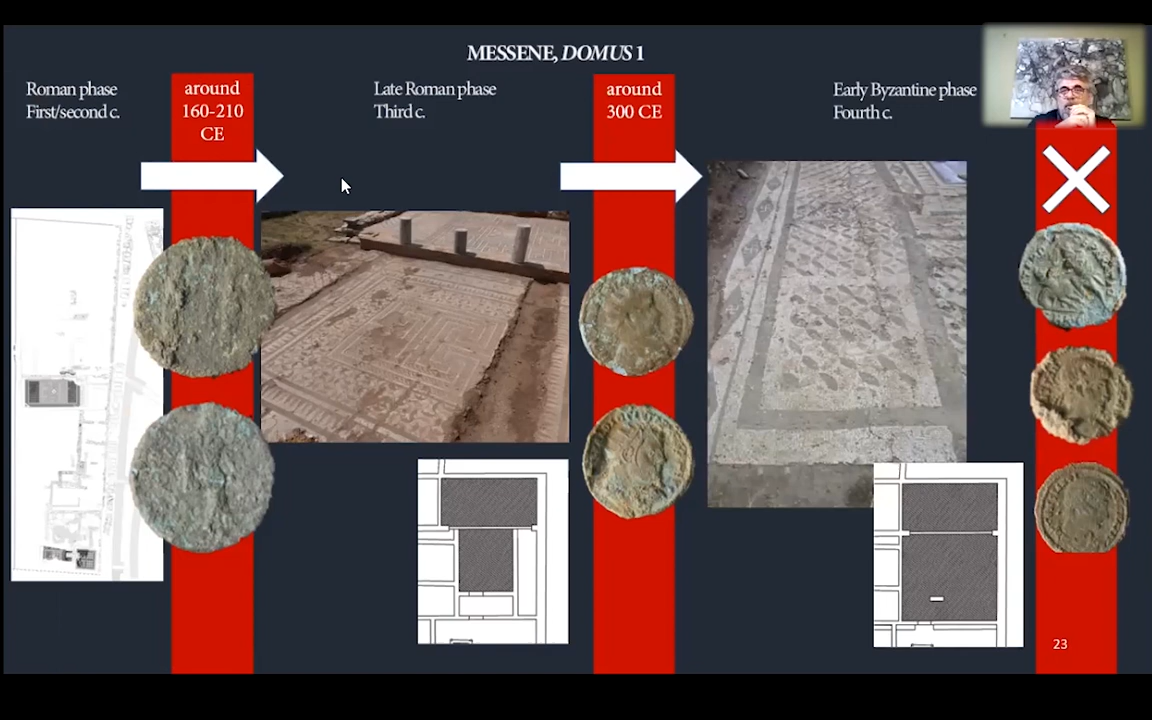 MESSENE, DOMUS 1
Roman phase
First/second c.
around
160-210
CE
Late Roman phase
Third c.
around
300 CE
Early Byzantine phase
Fourth c.
23